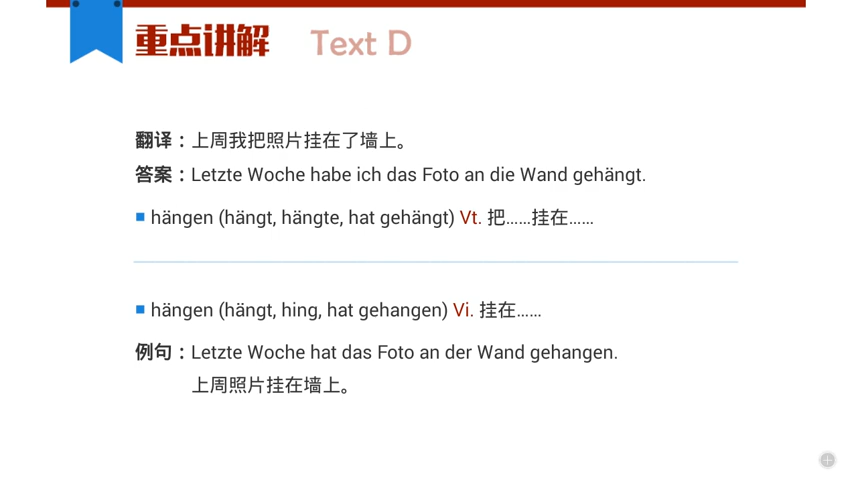 重点讲解 Text D
翻译：上周我把照片挂在了墙上。
答案：Letzte Woche habe ich das Foto an die Wand gehängt.
hängen (hängt, hängte, hat gehängt) Vt. 把……挂在……
hängen (hängt, hing, hat gehangen) Vi. 挂在……
例句：Letzte Woche hat das Foto an der Wand gehangen.
上周照片挂在墙上。